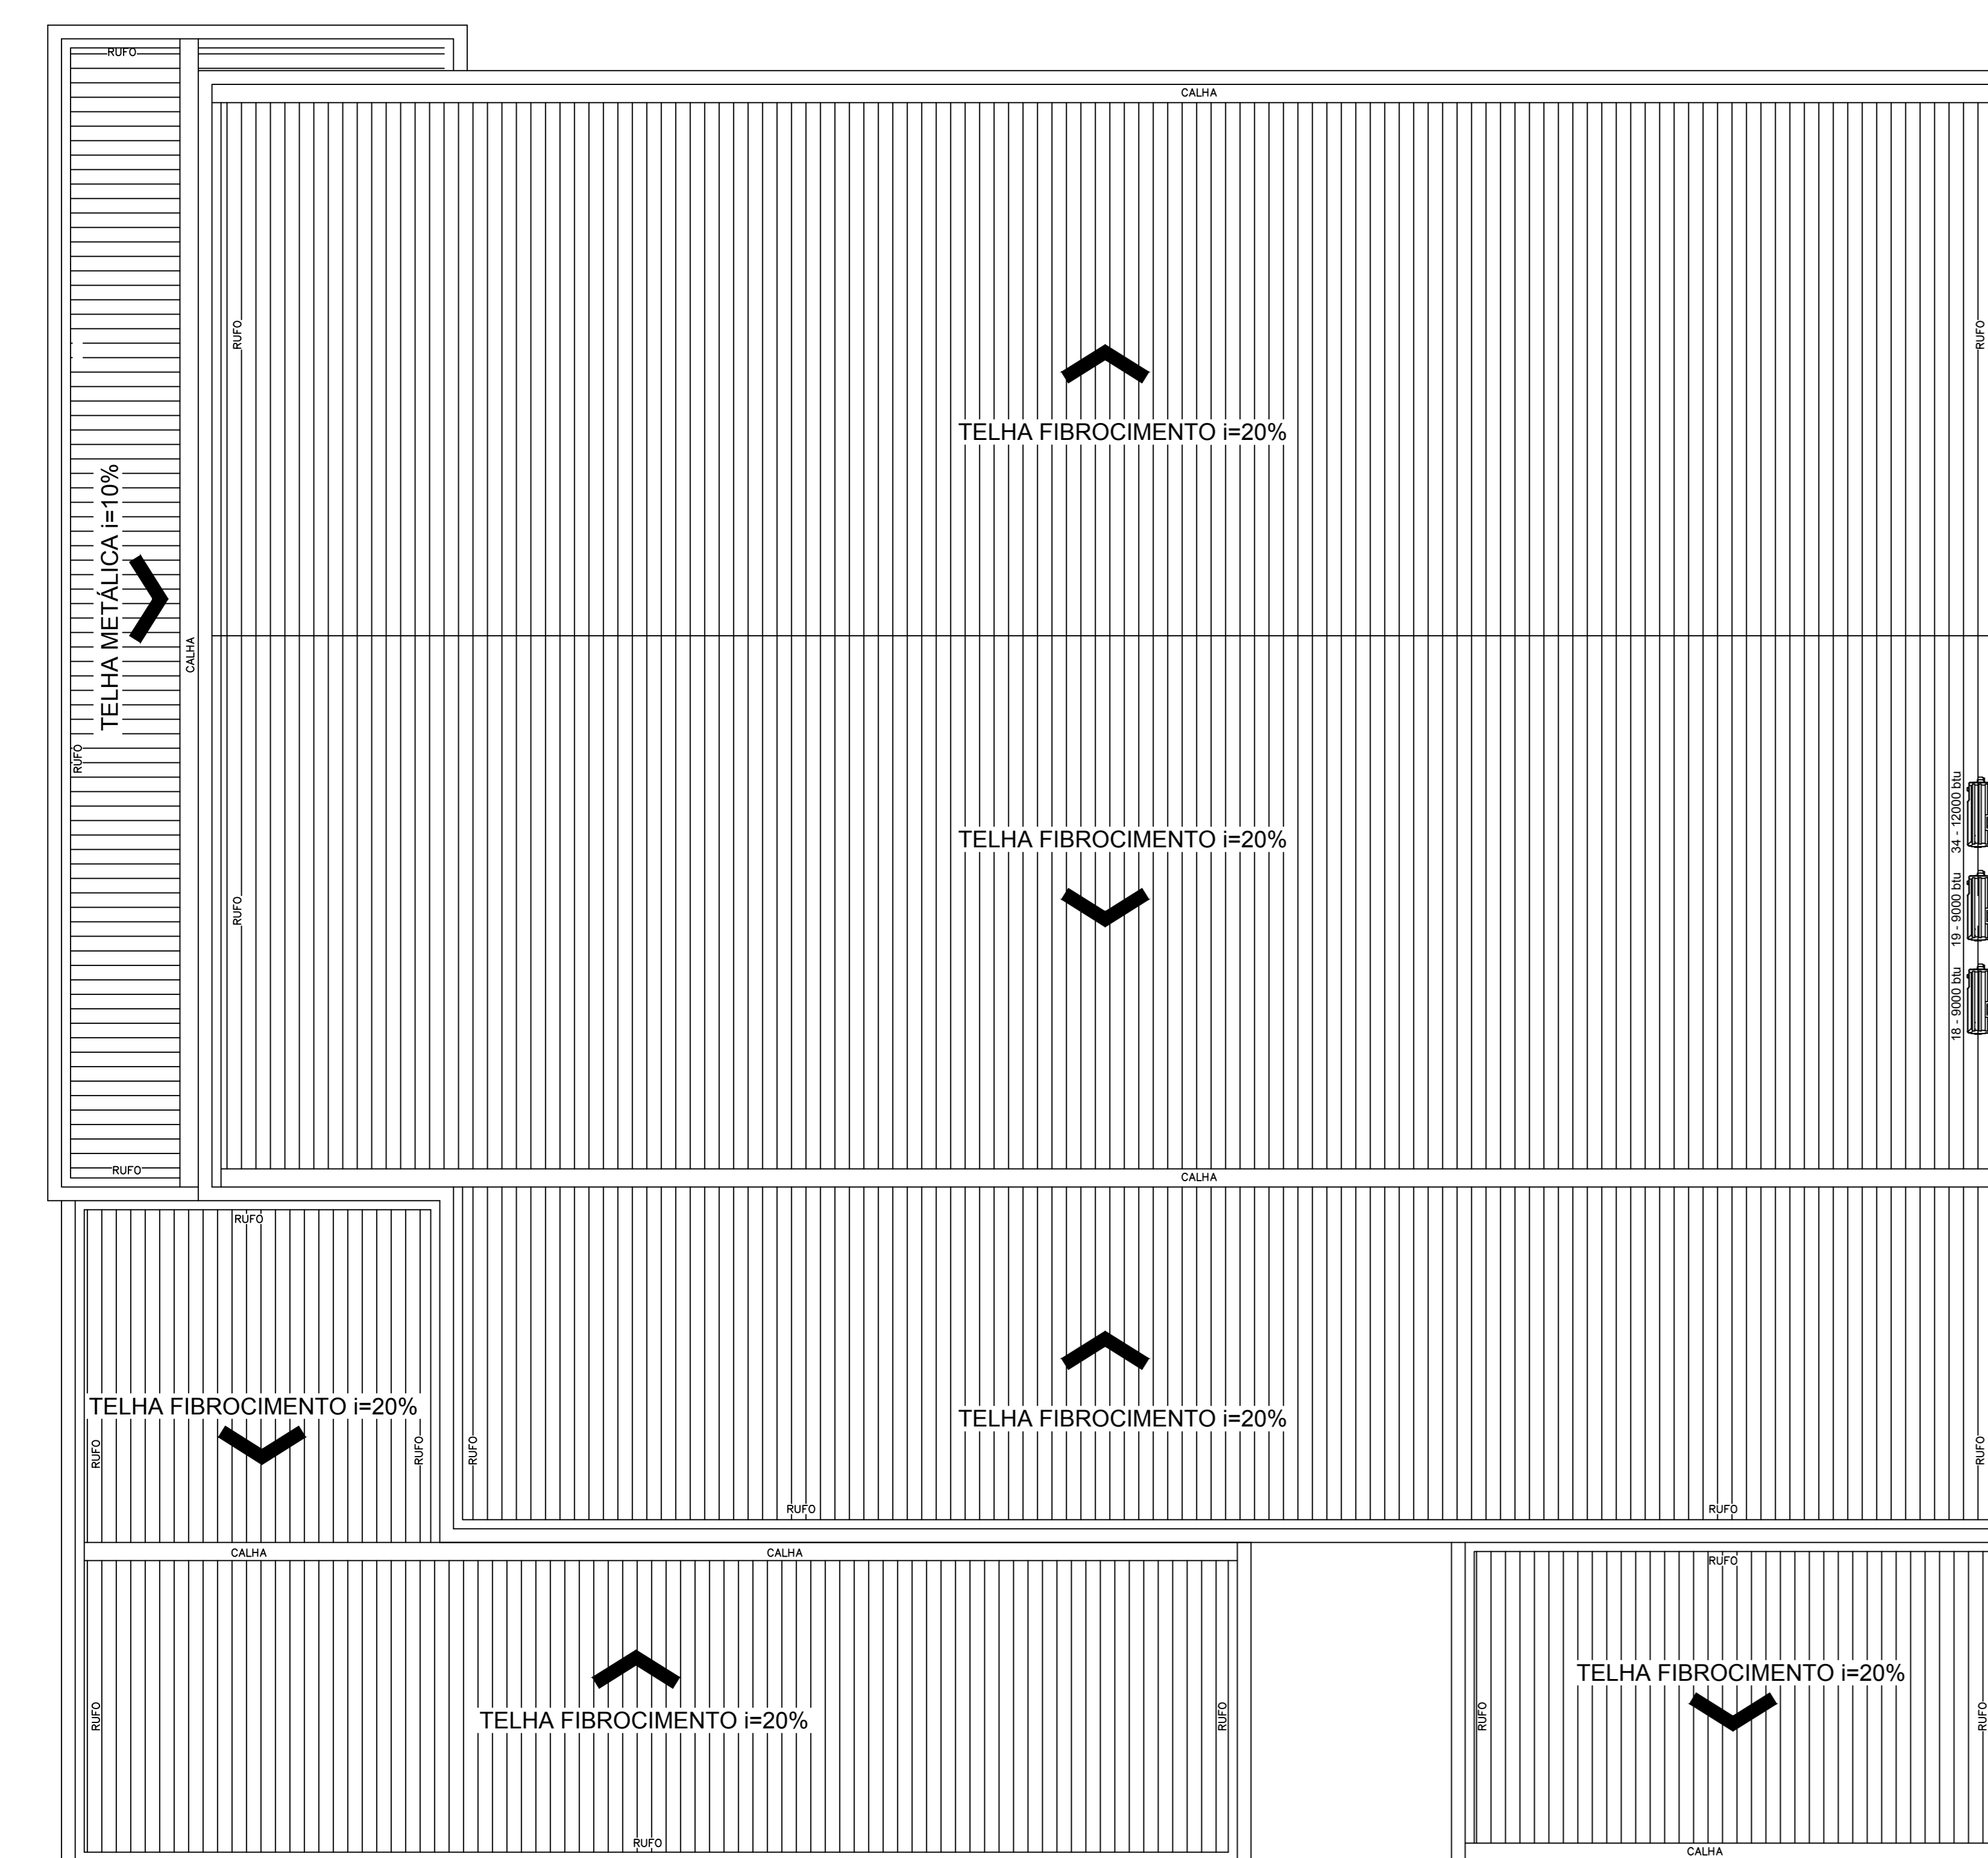 RUFO
CALHA
RUFO
RUFO
TELHA FIBROCIMENTO i=20%
TELHA METÁLICA i=10%
CALHA
RUFO
TELHA FIBROCIMENTO i=20%
34 - 12000 btu
19 - 9000 btu
18 - 9000 btu
RUFO
RUFO
CALHA
RUFO
TELHA FIBROCIMENTO i=20%
TELHA FIBROCIMENTO i=20%
RUFO
RUFO
RUFO
RUFO
RUFO
RUFO
CALHA
CALHA
RUFO
TELHA FIBROCIMENTO i=20%
TELHA FIBROCIMENTO i=20%
RUFO
RUFO
RUFO
RUFO
RUFO
CALHA